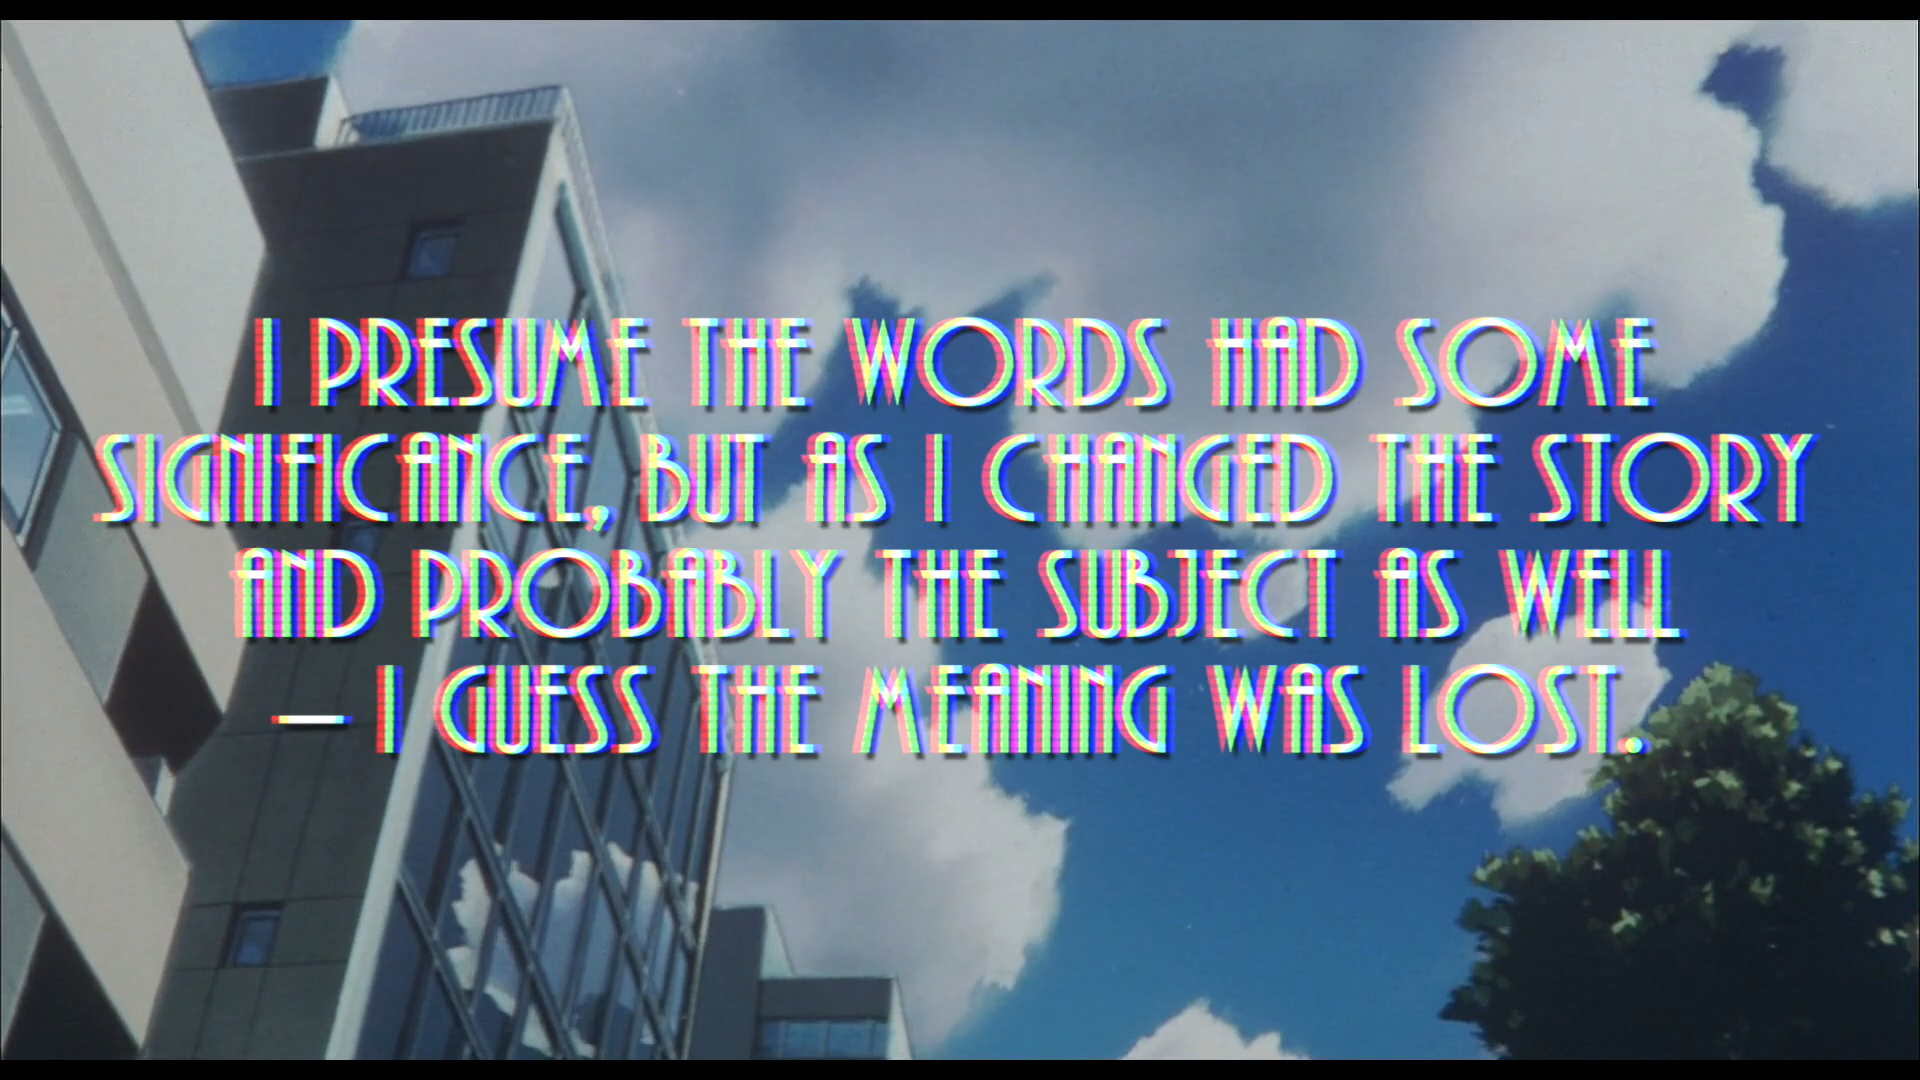 I PRESUME THE WORDS HAD SOME
SIGNIFICANCE, BUT AS I CHANGED THE STORY
AND PROBABLY THE SUBJECT AS WELL
— I GUESS THE MEANING WAS LOST.